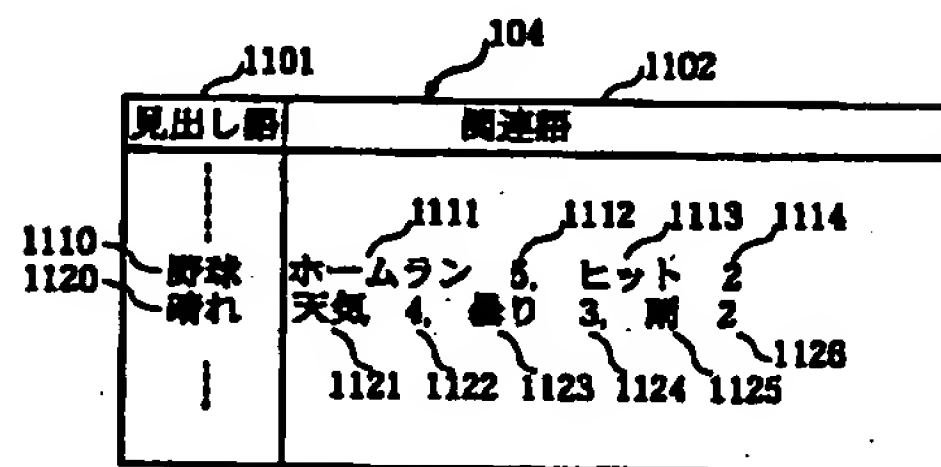 1101 104 1102
見出し語 関連語
1111 1112 1113 1114
1110 野球 ホームラン 5, ヒット 2
1120 晴れ 天気, 4, 曇り 3, 雨 2
1121 1122 1123 1124 1125 1126